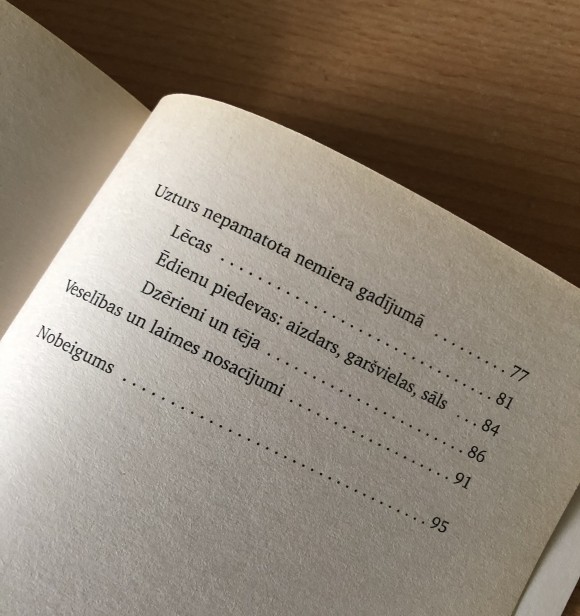 Uzturs nepamatota nemiera gadījumā .......... 77
Lēcas .............................. 81
Ēdienu piedevas: aizdars, garšvielas, sāls ... 84
Dzērieni un tēja ...................... 86
Veselības un laimes nosacījumi .................. 91
Nobeigums .................................. 95